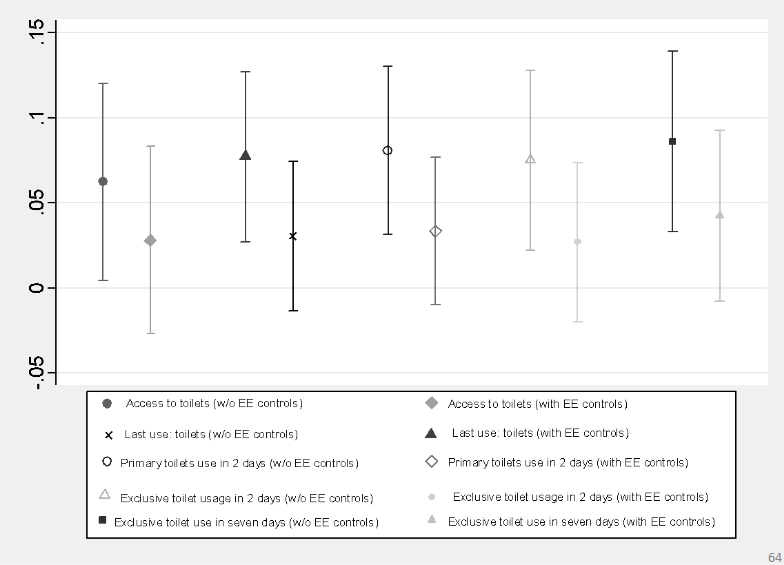 .15
.1
.05
0
-.05
Access to toilets (w/o EE controls)
Access to toilets (with EE controls)
Last use: toilets (w/o EE controls)
Last use: toilets (with EE controls)
Primary toilets use in 2 days (w/o EE controls)
Primary toilets use in 2 days (with EE controls)
Exclusive toilet usage in 2 days (w/o EE controls)
Exclusive toilet usage in 2 days (with EE controls)
Exclusive toilet use in seven days (w/o EE controls)
Exclusive toilet use in seven days (with EE controls)
64